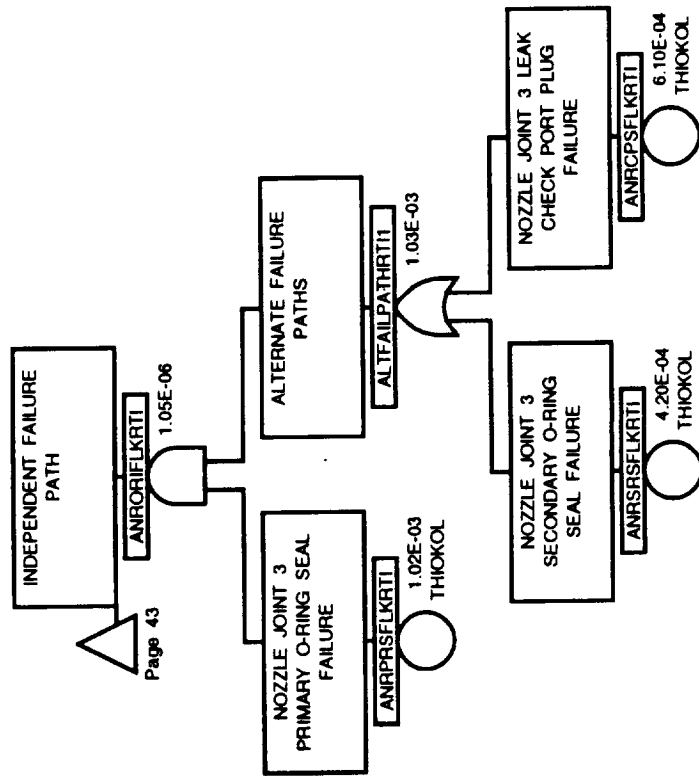 INDEPENDENT FAILURE
PATH
ANRORIFLKRTI
1.05E-06
Page 43
NOZZLE JOINT 3
PRIMARY O-RING SEAL
FAILURE
ANRPRSFLKRTI
1.02E-03
THIOKOL
ALTERNATE FAILURE
PATHS
ALTFAILPATHRTI1
1.03E-03
NOZZLE JOINT 3
SECONDARY O-RING
SEAL FAILURE
ANRSRSFLKRTI
4.20E-04
THIOKOL
NOZZLE JOINT 3 LEAK
CHECK PORT PLUG
FAILURE
ANRCPSFLKRTI
6.10E-04
THIOKOL